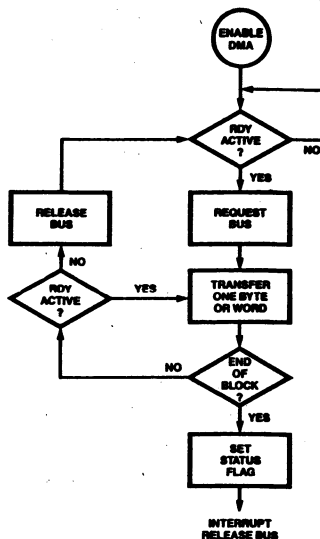 ENABLE
DMA
RDY
ACTIVE
?
NO
YES
RELEASE
BUS
REQUEST
BUS
NO
RDY
ACTIVE
?
YES
TRANSFER
ONE BYTE
OR WORD
NO
END
OF
BLOCK
?
YES
SET
STATUS
FLAG
INTERRUPT
RELEASE BUS